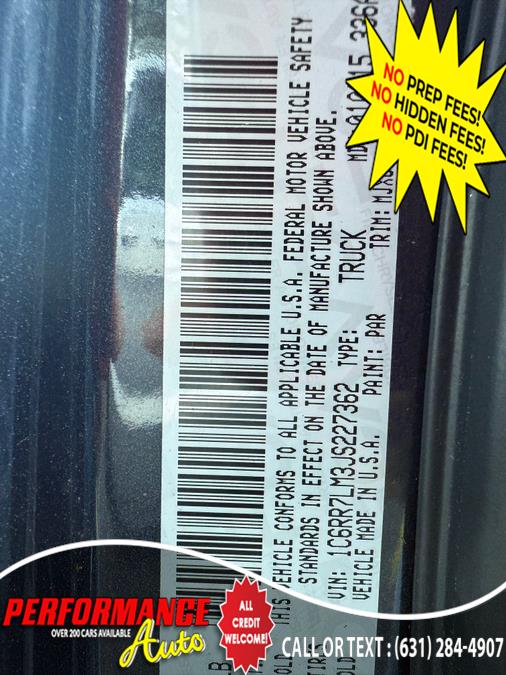 NO PREP FEES!
NO HIDDEN FEES!
NO PDI FEES!
THIS VEHICLE CONFORMS TO ALL APPLICABLE U.S.A. FEDERAL MOTOR VEHICLE SAFETY
STANDARDS IN EFFECT ON THE DATE OF MANUFACTURE SHOWN ABOVE.
VIN: 1C6RR7LM3JS227362 TYPE: TRUCK
VEHICLE MADE IN U.S.A. PAINT: PAR TRIM:
PERFORMANCE
Auto
OVER 200 CARS AVAILABLE
ALL
CREDIT
WELCOME!
CALL OR TEXT : (631) 284-4907